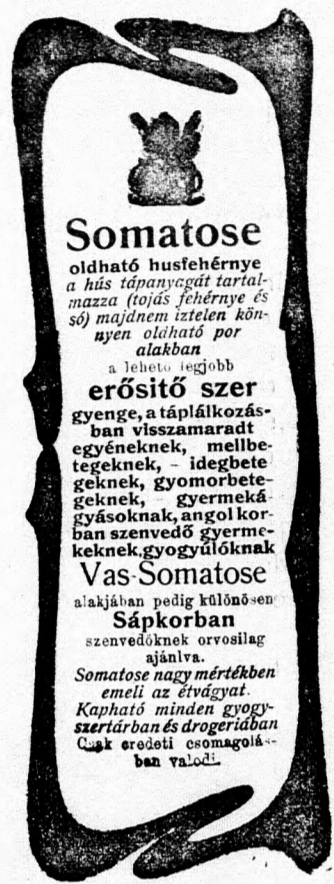 Somatose
oldható husfehérnye
a hús tápanyagát tartal-
mazza (tojás fehérnye és
só) majdnem iztelen kön-
nyen oldható por
alakban
a lehető legjobb
erősitő szer
gyenge, a táplálkozás-
ban visszamaradt
egyéneknek, mellbe-
tegeknek, - idegbete
geknek, gyomorbete-
geknek, gyermeká
gyásoknak, angol kor-
ban szenvedő gyerme-
keknek, gyogyúlóknak
Vas-Somatose
alakjában pedig különösen
Sápkorban
szenvedőknek orvosilag
ajánlva.
Somatose nagy mértékben
emeli az étvágyat.
Kapható minden gyogy-
szertárban és drogeriában
Csak eredeti csomagolás-
ban valodi.